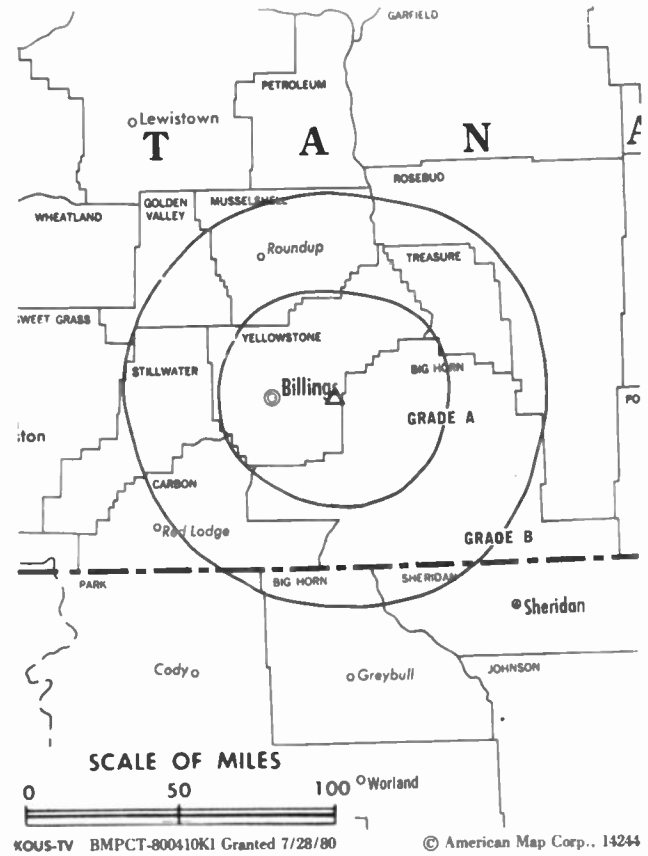 GARFIELD
PETROLEUM
Lewistown
T A N A
ROSEBUD
WHEATLAND
GOLDEN
VALLEY
MUSSELSHELL
Roundup
TREASURE
SWEET GRASS
YELLOWSTONE
STILLWATER
BIG HORN
Billings
PO
GRADE A
ston
CARBON
Red Lodge
GRADE B
PARK
BIG HORN
SHERIDAN
Sheridan
Cody
Greybull
JOHNSON
SCALE OF MILES
0 50 100
Worland
KOUS-TV BMPCT-800410K1 Granted 7/28/80
© American Map Corp., 14244